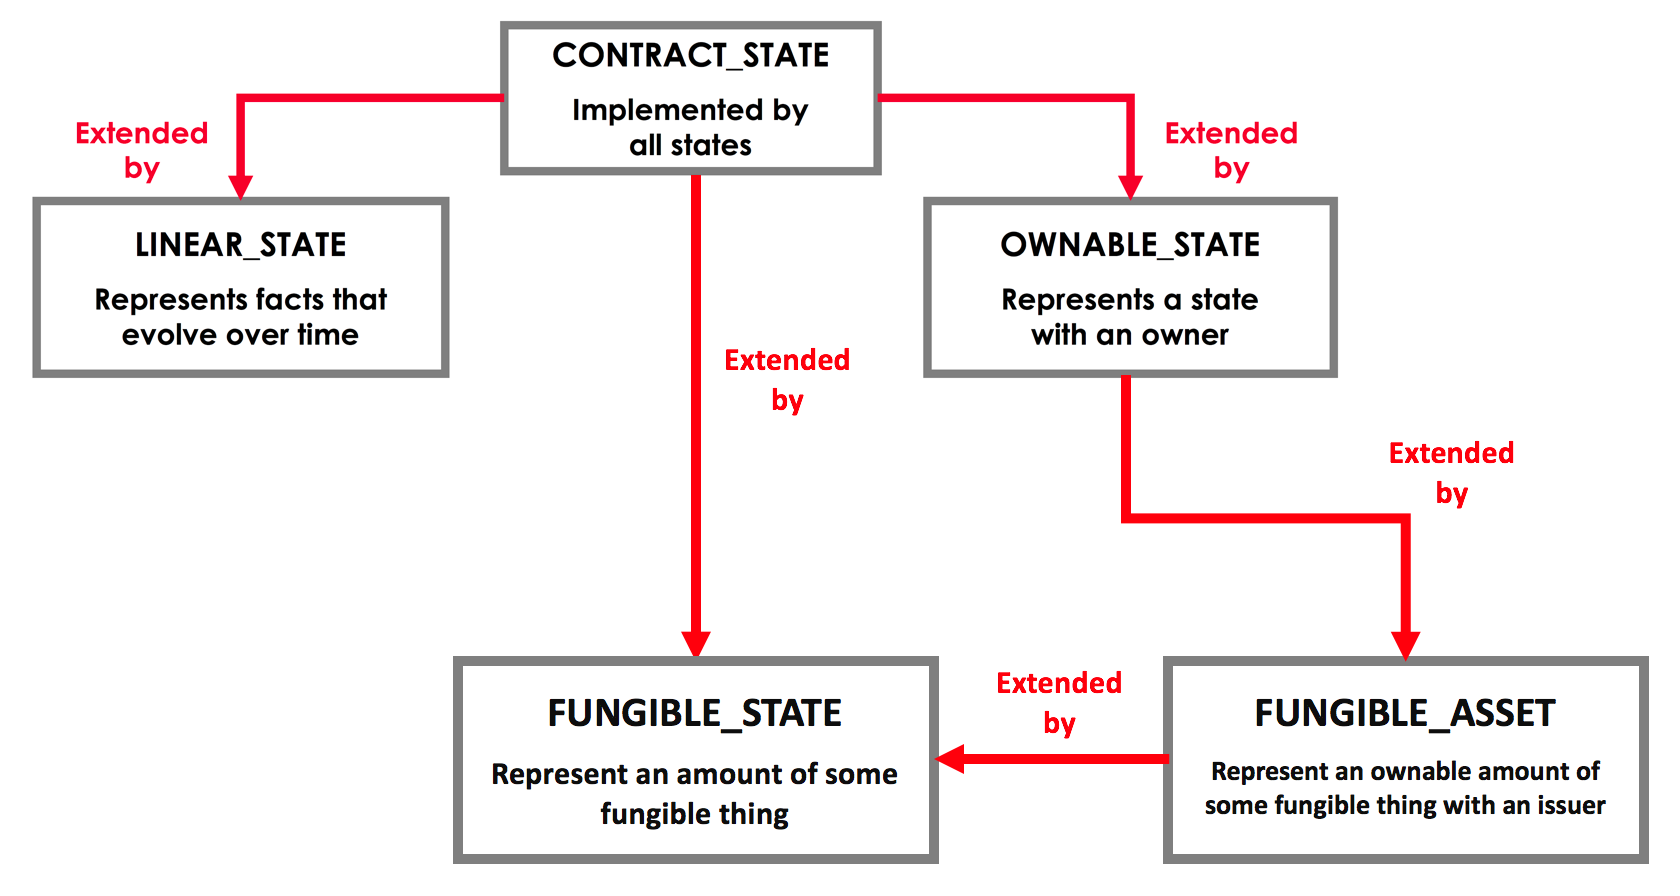 CONTRACT_STATE
Implemented by
all states
Extended
by
Extended
by
LINEAR_STATE
Represents facts that
evolve over time
OWNABLE_STATE
Represents a state
with an owner
Extended
by
Extended
by
Extended
by
FUNGIBLE_STATE
Represent an amount of some
fungible thing
FUNGIBLE_ASSET
Represent an ownable amount of
some fungible thing with an issuer